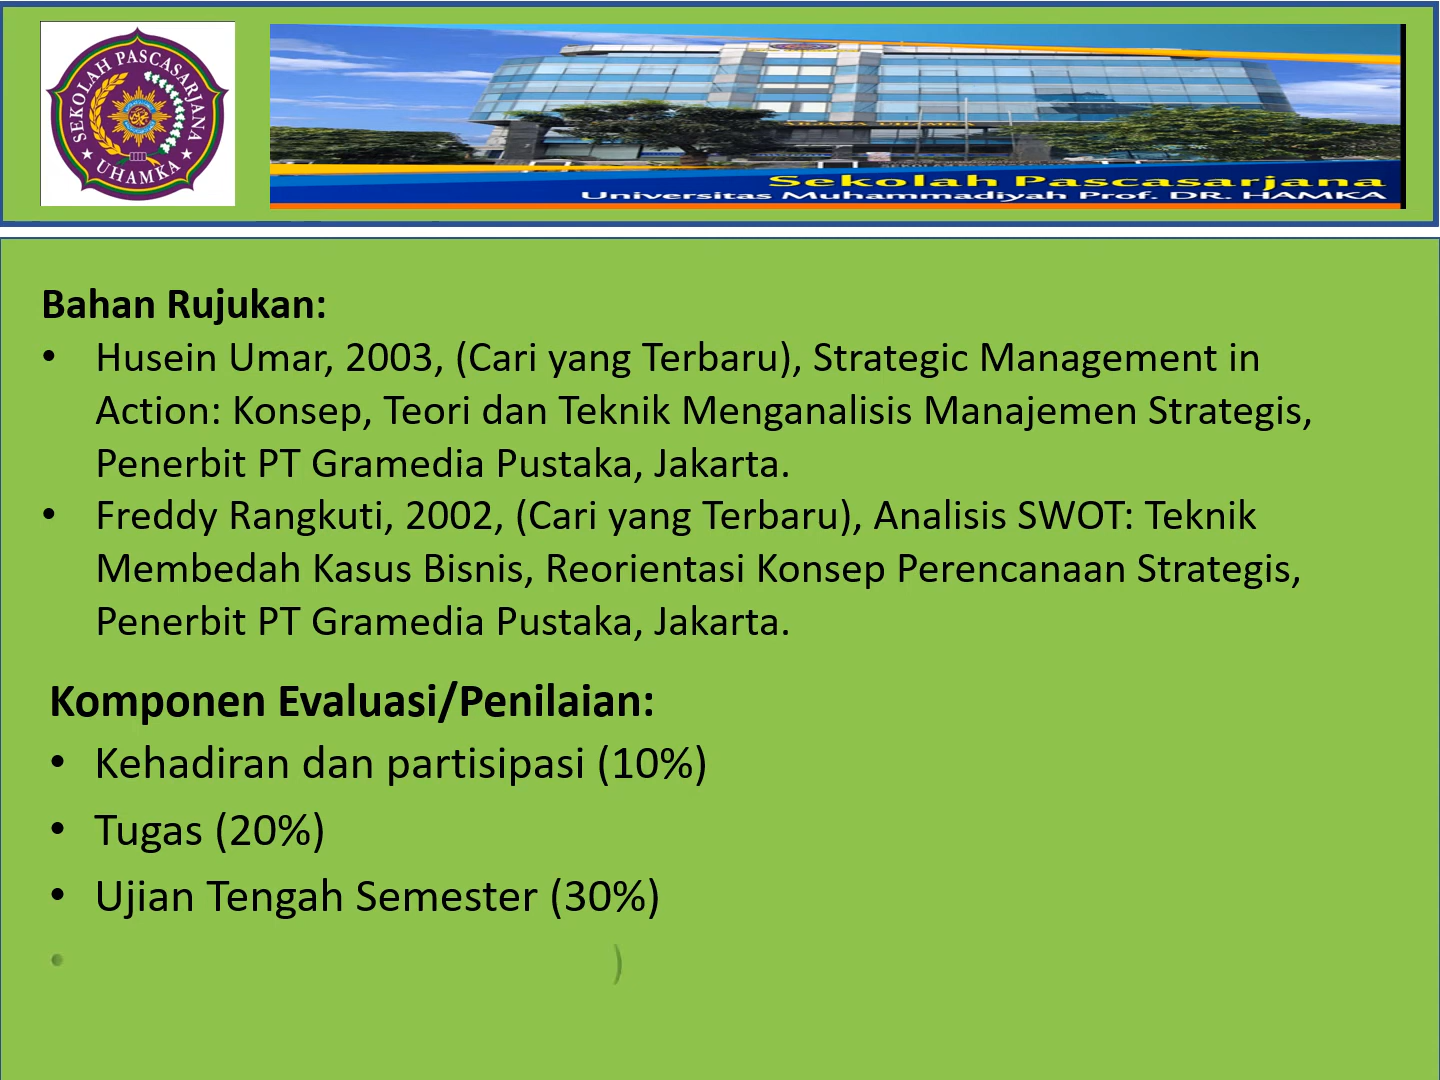 SEKOLAH PASCASARJANA
UHAMKA
Sekolah Pascasarjana
Universitas Muhammadiyah Prof. DR. HAMKA
Bahan Rujukan:
• Husein Umar, 2003, (Cari yang Terbaru), Strategic Management in
Action: Konsep, Teori dan Teknik Menganalisis Manajemen Strategis,
Penerbit PT Gramedia Pustaka, Jakarta.
• Freddy Rangkuti, 2002, (Cari yang Terbaru), Analisis SWOT: Teknik
Membedah Kasus Bisnis, Reorientasi Konsep Perencanaan Strategis,
Penerbit PT Gramedia Pustaka, Jakarta.
Komponen Evaluasi/Penilaian:
• Kehadiran dan partisipasi (10%)
• Tugas (20%)
• Ujian Tengah Semester (30%)
• )